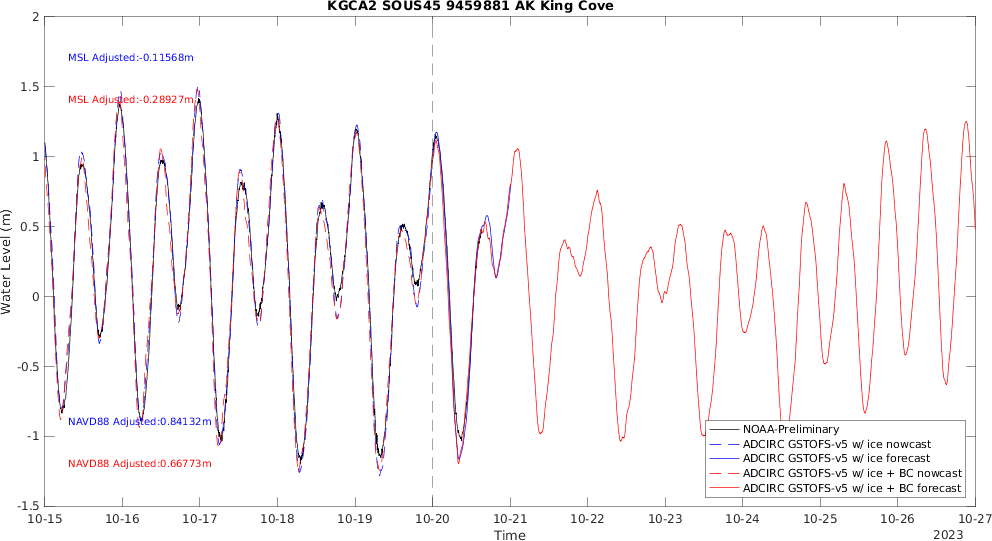 KGCA2 SOUS45 9459881 AK King Cove
2
1.5
1
0.5
0
-0.5
-1
-1.5
Water Level (m)
MSL Adjusted:-0.11568m
MSL Adjusted:-0.28927m
NAVD88 Adjusted:0.84132m
NAVD88 Adjusted:0.66773m
NOAA-Preliminary
ADCIRC GSTOFS-v5 w/ ice nowcast
ADCIRC GSTOFS-v5 w/ ice forecast
ADCIRC GSTOFS-v5 w/ ice + BC nowcast
ADCIRC GSTOFS-v5 w/ ice + BC forecast
10-15 10-16 10-17 10-18 10-19 10-20 10-21 10-22 10-23 10-24 10-25 10-26 10-27
Time
2023